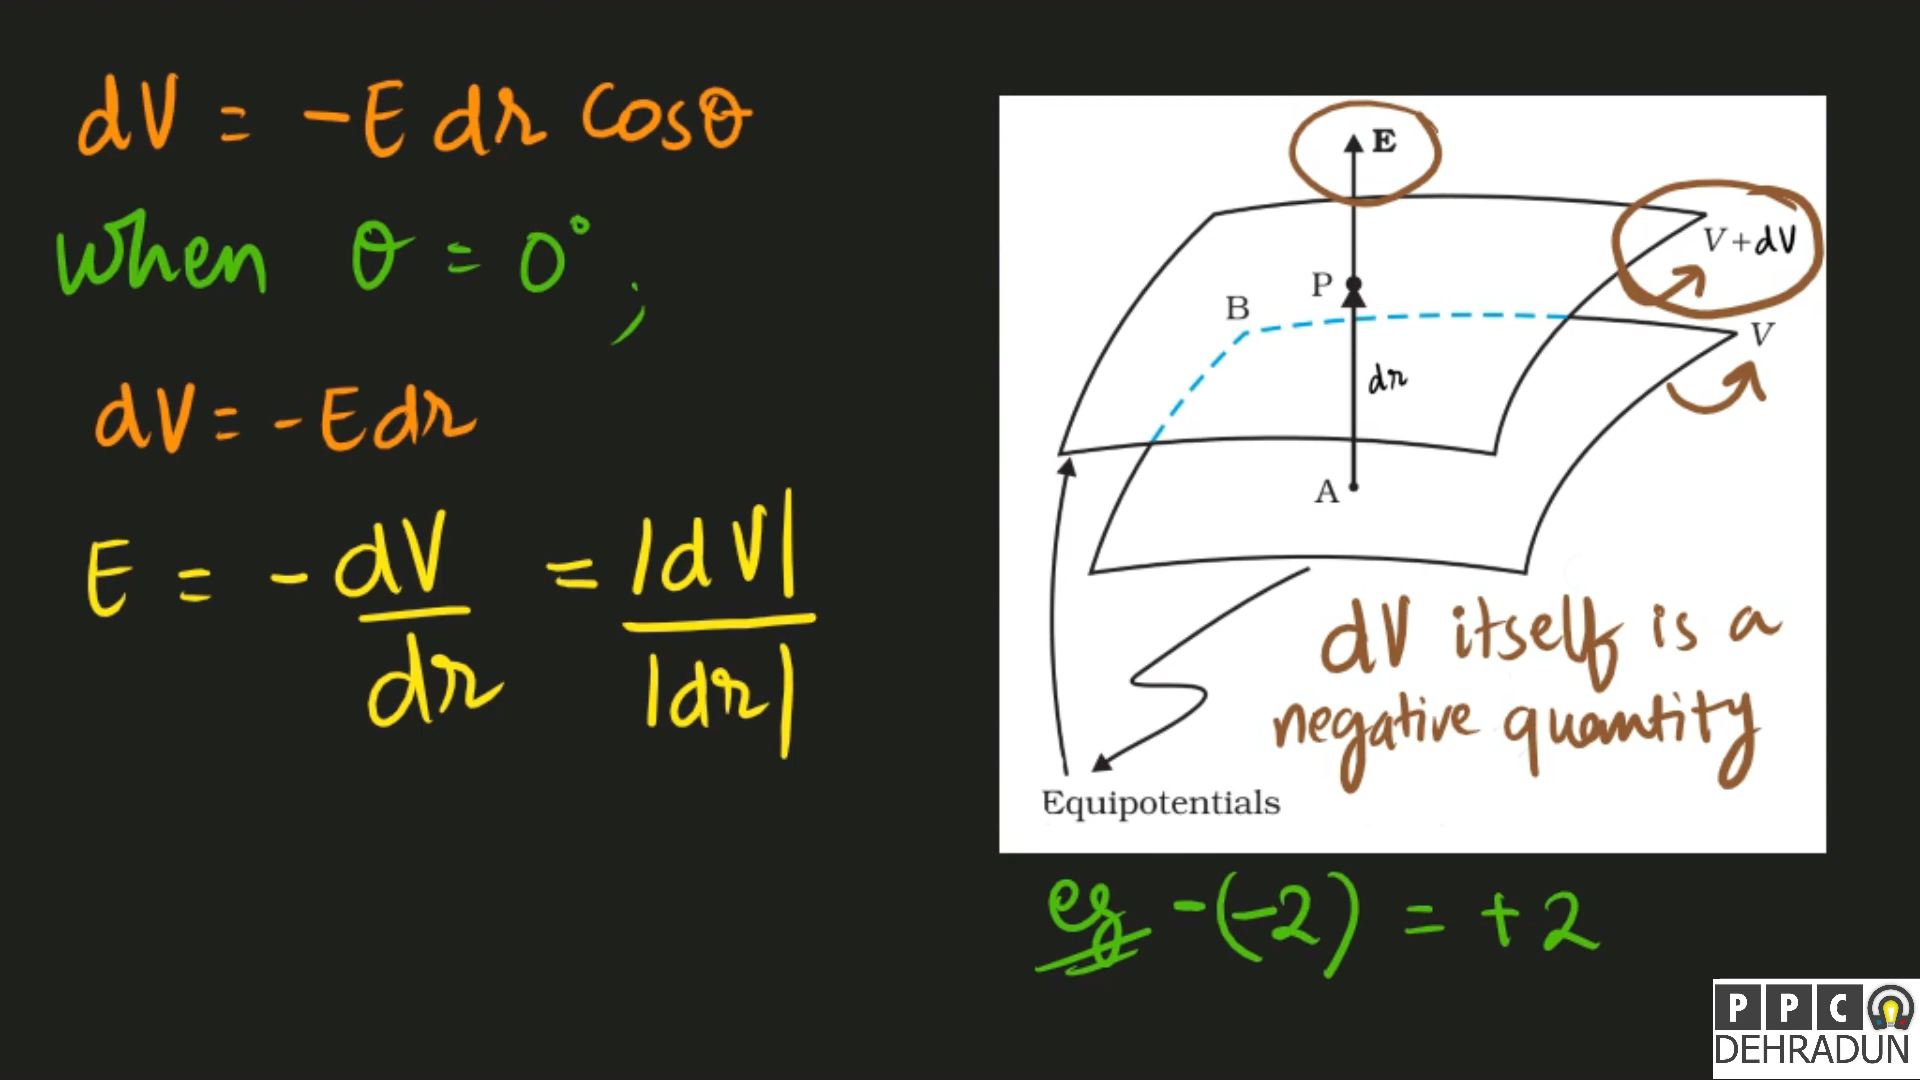 dV = -E dr Cosθ
When θ = 0° ;
dV = -Edr
E = -dV/dr = |dV|/|dr|
E
V+dV
P
B
V
dr
A
dV itself is a
negative quantity
Equipotentials
eg -(-2) = +2
PPC
DEHRADUN